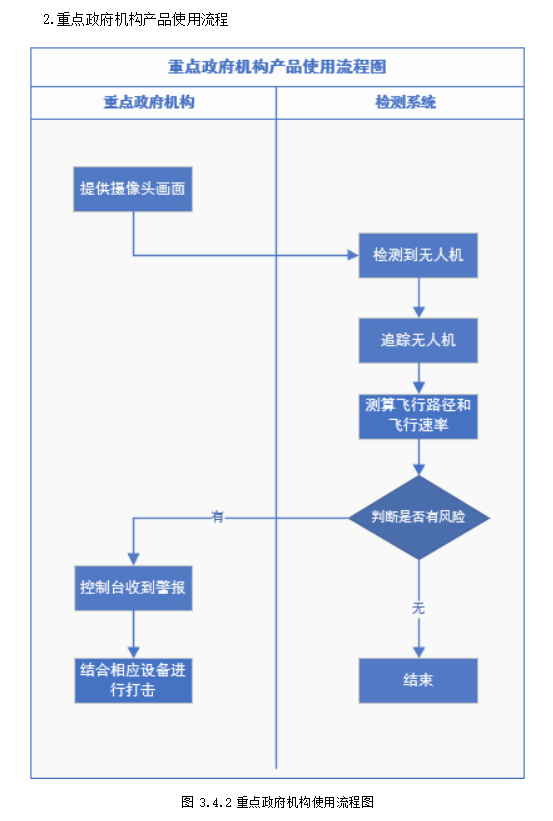 2.重点政府机构产品使用流程
重点政府机构产品使用流程图
重点政府机构
检测系统
提供摄像头画面
检测到无人机
追踪无人机
测算飞行路径和
飞行速率
判断是否有风险
有
无
控制台收到警报
结合相应设备进
行打击
结束
图 3.4.2 重点政府机构使用流程图